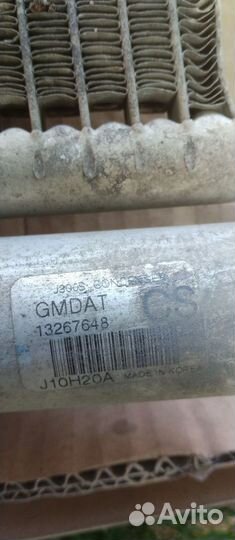 GMDAT
CS
13267648
J10H20A MADE IN KOREA
Avito